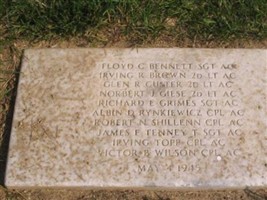 FLOYD C BENNETT SGT AC
IRVING R BROWN 2D LT AC
GLEN R GUSLER 2D LT AC
NORBERT J GIESE 2D LT AC
RICHARD E GRIMES SGT AC
ALBIN D RYNKIEWICZ CPL AC
ROBERT N SHILLENN CPL AC
JAMES F TENNEY T SGT AC
IRVING TOPP CPL AC
VICTOR B WILSON CPL AC
MAY 1945